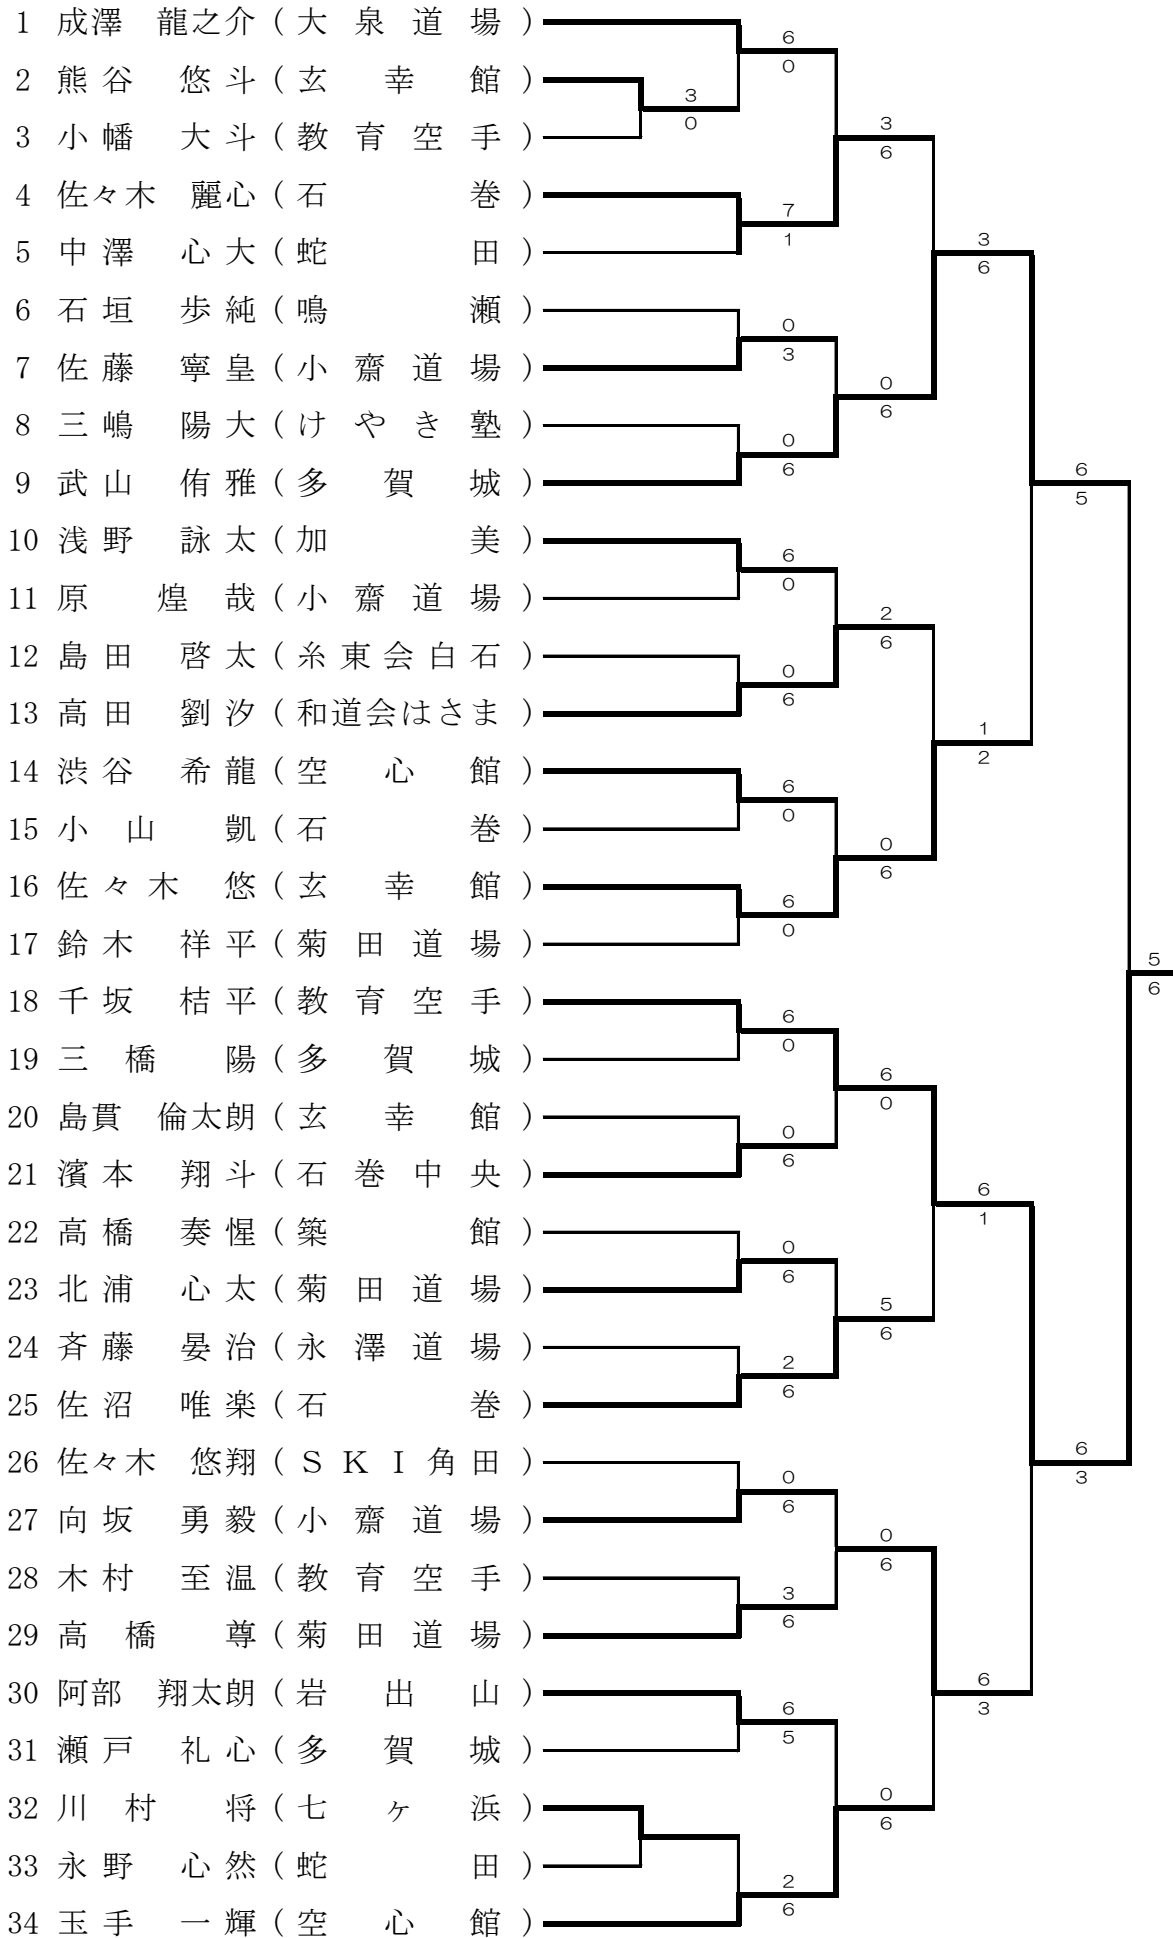 1 成澤 龍之介 (大泉道場)
6
0
2 熊谷 悠斗 (玄幸館)
3
0
3 小幡 大斗 (教育空手)
3
6
4 佐々木 麗心 (石巻)
7
1
5 中澤 心大 (蛇田)
3
6
6 石垣 歩純 (鳴瀬)
0
3
7 佐藤 寧皇 (小齋道場)
0
6
8 三嶋 陽大 (けやき塾)
0
6
9 武山 侑雅 (多賀城)
6
5
10 浅野 詠太 (加美)
6
0
11 原 煌哉 (小齋道場)
2
6
12 島田 啓太 (糸東会白石)
0
6
13 高田 劉汐 (和道会はさま)
1
2
14 渋谷 希龍 (空心館)
6
0
15 小山 凱 (石巻)
0
6
16 佐々木 悠 (玄幸館)
6
0
17 鈴木 祥平 (菊田道場)
5
6
18 千坂 桔平 (教育空手)
6
0
19 三橋 陽 (多賀城)
6
0
20 島貫 倫太朗 (玄幸館)
0
6
21 濱本 翔斗 (石巻中央)
6
1
22 高橋 奏惺 (築館)
0
6
23 北浦 心太 (菊田道場)
5
6
24 斉藤 晏治 (永澤道場)
2
6
25 佐沼 唯楽 (石巻)
6
3
26 佐々木 悠翔 (ＳＫＩ角田)
0
6
27 向坂 勇毅 (小齋道場)
0
6
28 木村 至温 (教育空手)
3
6
29 高橋 尊 (菊田道場)
6
3
30 阿部 翔太朗 (岩出山)
6
5
31 瀬戸 礼心 (多賀城)
0
6
32 川村 将 (七ヶ浜)
33 永野 心然 (蛇田)
2
6
34 玉手 一輝 (空心館)